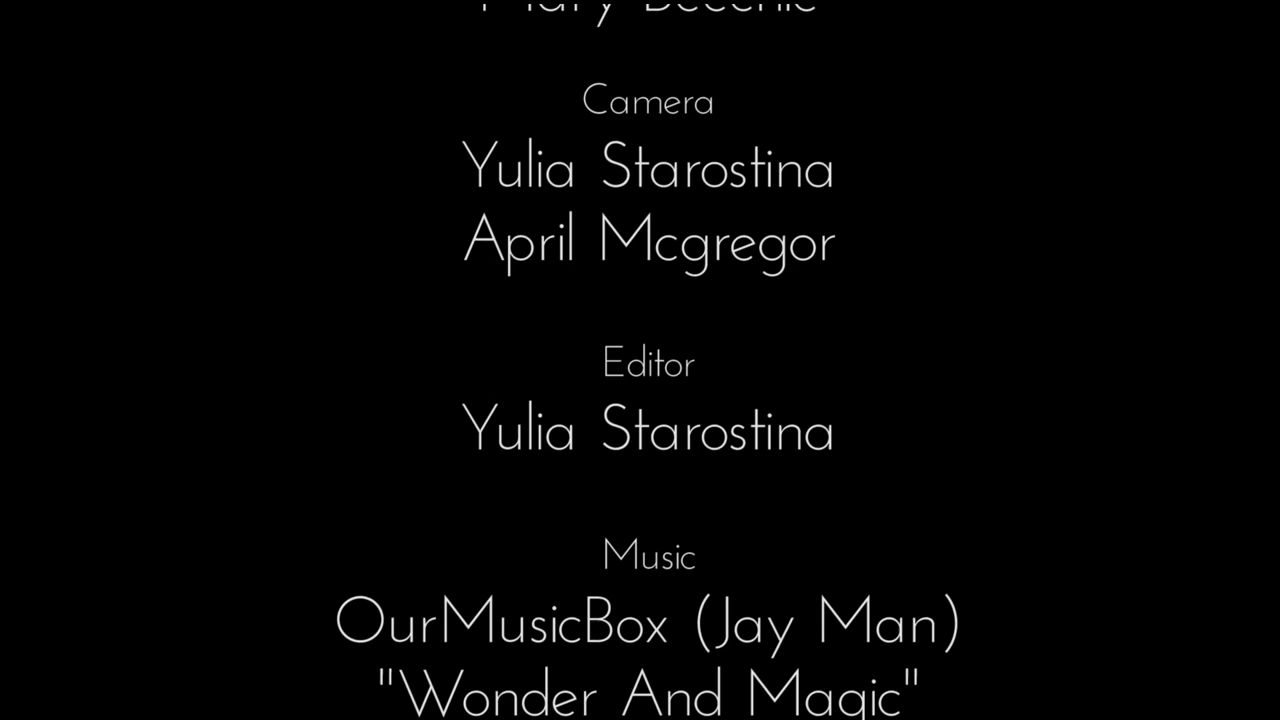 Camera
Yulia Starostina
April Mcgregor
Editor
Yulia Starostina
Music
OurMusicBox (Jay Man)
"Wonder And Magic"